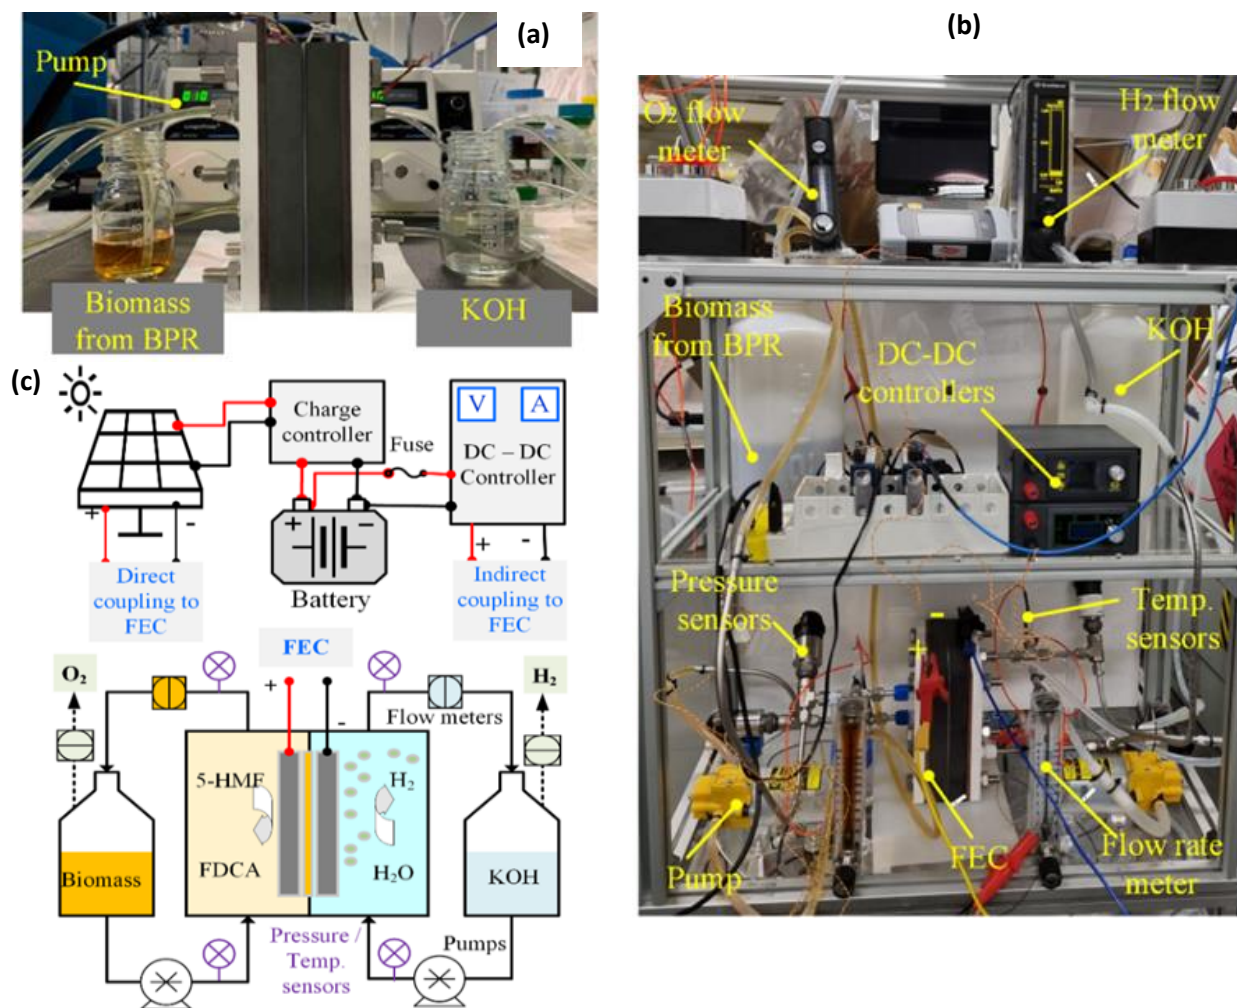 (a)
Pump
010
Biomass
from BPR
KOH
(b)
O₂ flow
meter
H₂ flow
meter
Biomass
from BPR
DC-DC
controllers
KOH
Pressure
sensors
Temp.
sensors
+
-
Pump
FEC
Flow rate
meter
(c)
Charge
controller
Fuse
V A
DC – DC
Controller
+ -
+ -
+ -
Direct
coupling to
FEC
Battery
Indirect
coupling to
FEC
FEC
+
-
O₂
H₂
Flow meters
5-HMF
FDCA
H₂
H₂O
Biomass
KOH
Pressure /
Temp.
sensors
Pumps